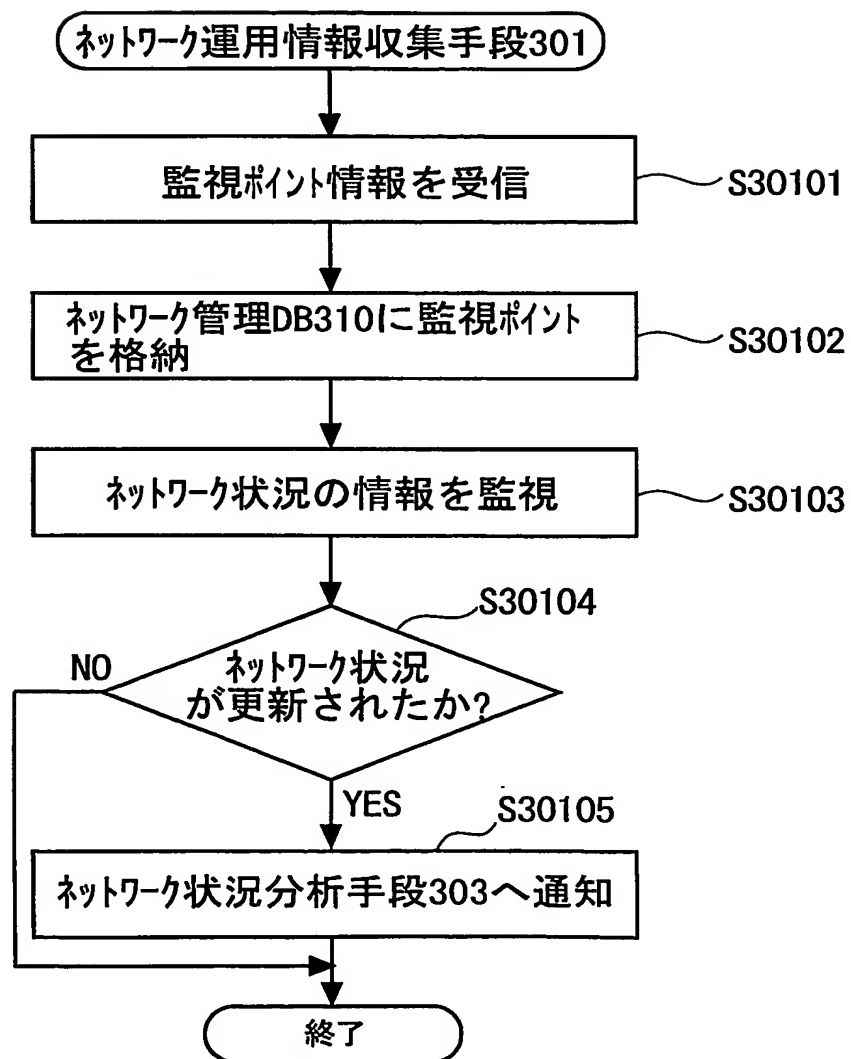 ﾈｯﾄﾜｰｸ運用情報収集手段301
監視ﾎﾟｲﾝﾄ情報を受信
S30101
ﾈｯﾄﾜｰｸ管理DB310に監視ﾎﾟｲﾝﾄ
を格納
S30102
ﾈｯﾄﾜｰｸ状況の情報を監視
S30103
S30104
NO
ﾈｯﾄﾜｰｸ状況
が更新されたか?
YES
S30105
ﾈｯﾄﾜｰｸ状況分析手段303へ通知
終了